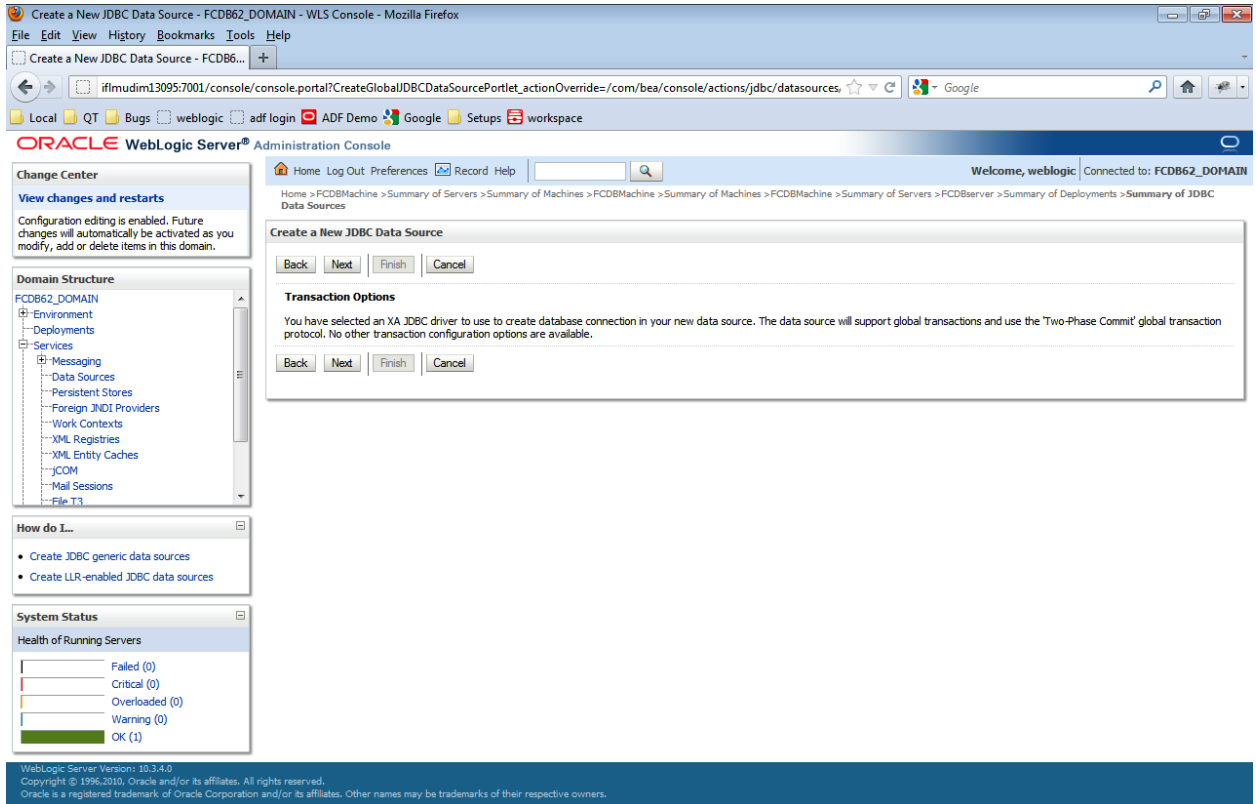 Create a New JDBC Data Source - FCDB62_DOMAIN - WLS Console - Mozilla Firefox
File Edit View History Bookmarks Tools Help
Create a New JDBC Data Source - FCDB6...
iflmudim13095:7001/console/console.portal?CreateGlobalJDBCDataSourcePortlet_actionOverride=/com/bea/console/actions/jdbc/datasources, Google
Local QT Bugs weblogic adf login ADF Demo Google Setups workspace
ORACLE WebLogic Server® Administration Console
Change Center
View changes and restarts
Configuration editing is enabled. Future
changes will automatically be activated as you
modify, add or delete items in this domain.
Domain Structure
FCDB62_DOMAIN
Environment
Deployments
Services
Messaging
Data Sources
Persistent Stores
Foreign JNDI Providers
Work Contexts
XML Registries
XML Entity Caches
jCOM
Mail Sessions
File T3
How do I...
Create JDBC generic data sources
Create LLR-enabled JDBC data sources
System Status
Health of Running Servers
Failed (0)
Critical (0)
Overloaded (0)
Warning (0)
OK (1)
Home Log Out Preferences Record Help
Welcome, weblogic Connected to: FCDB62_DOMAIN
Home >FCDBMachine >Summary of Servers >Summary of Machines >FCDBMachine >Summary of Machines >FCDBMachine >Summary of Servers >FCDBserver >Summary of Deployments >Summary of JDBC
Data Sources
Create a New JDBC Data Source
Back Next Finish Cancel
Transaction Options
You have selected an XA JDBC driver to use to create database connection in your new data source. The data source will support global transactions and use the 'Two-Phase Commit' global transaction
protocol. No other transaction configuration options are available.
Back Next Finish Cancel
WebLogic Server Version: 10.3.4.0
Copyright © 1996,2010, Oracle and/or its affiliates. All rights reserved.
Oracle is a registered trademark of Oracle Corporation and/or its affiliates. Other names may be trademarks of their respective owners.